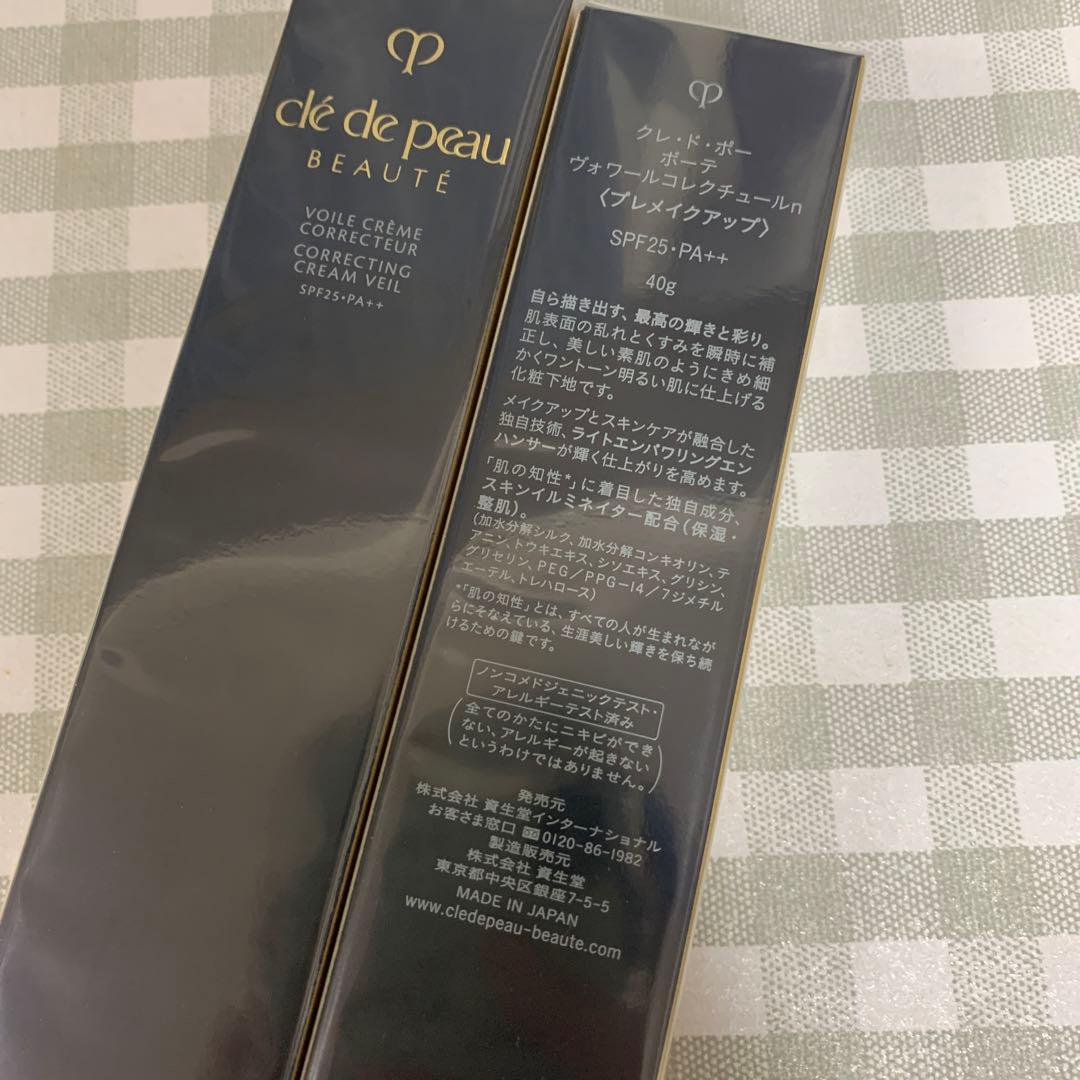 clé de peau
BEAUTÉ
VOILE CRÈME
CORRECTEUR
CORRECTING
CREAM VEIL
SPF25・PA++
クレ・ド・ポー
ボーテ
ヴォワールコレクチュールn
〈プレメイクアップ〉
SPF25・PA++
40g
自ら描き出す、最高の輝きと彩り。
肌表面の乱れとくすみを瞬時に補
正し、美しい素肌のようにきめ細
かくワントーン明るい肌に仕上げる
化粧下地です。
メイクアップとスキンケアが融合した
独自技術、ライトエンパワリングエン
ハンサーが輝く仕上がりを高めます。
「肌の知性*」に着目した独自成分、
スキンイルミネイター配合(保湿・
整肌)。
(加水分解シルク、加水分解コンキオリン、テ
アニン、トウキエキス、シソエキス、グリシン、
グリセリン、PEG/PPG-14/7ジメチル
エーテル、トレハロース)
*「肌の知性」とは、すべての人が生まれなが
らにそなえている、生涯美しい輝きを保ち続
けるための鍵です。
ノンコメドジェニックテスト・
アレルギーテスト済み
(全てのかたにニキビができ
ない、アレルギーが起きない
というわけではありません。)
発売元
株式会社 資生堂インターナショナル
お客さま窓口 0120-86-1982
製造販売元
株式会社 資生堂
東京都中央区銀座7-5-5
MADE IN JAPAN
www.cledepeau-beaute.com